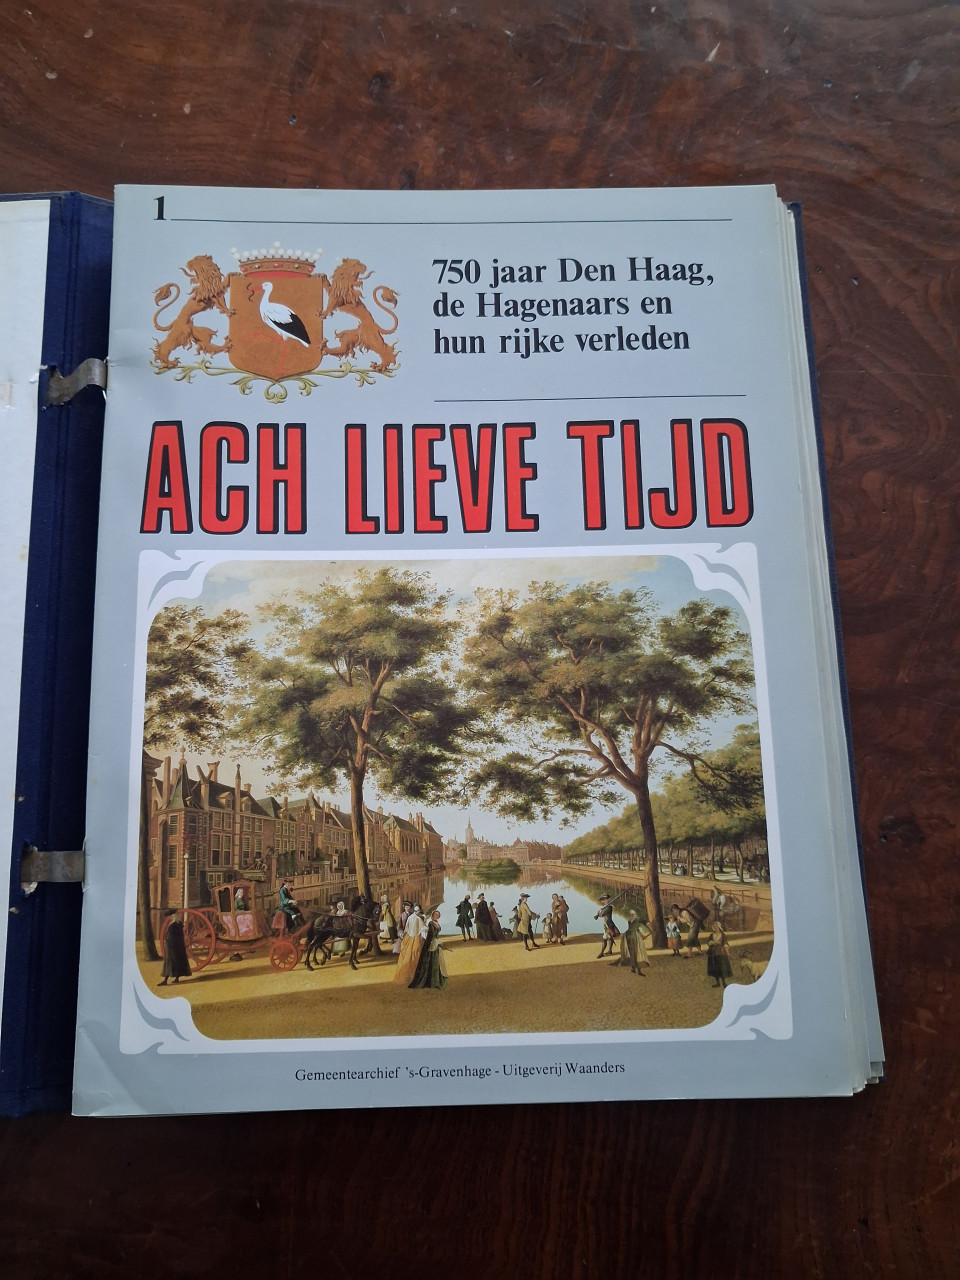 1
750 jaar Den Haag,
de Hagenaars en
hun rijke verleden
ACH LIEVE TIJD
Gemeentearchief 's-Gravenhage - Uitgeverij Waanders